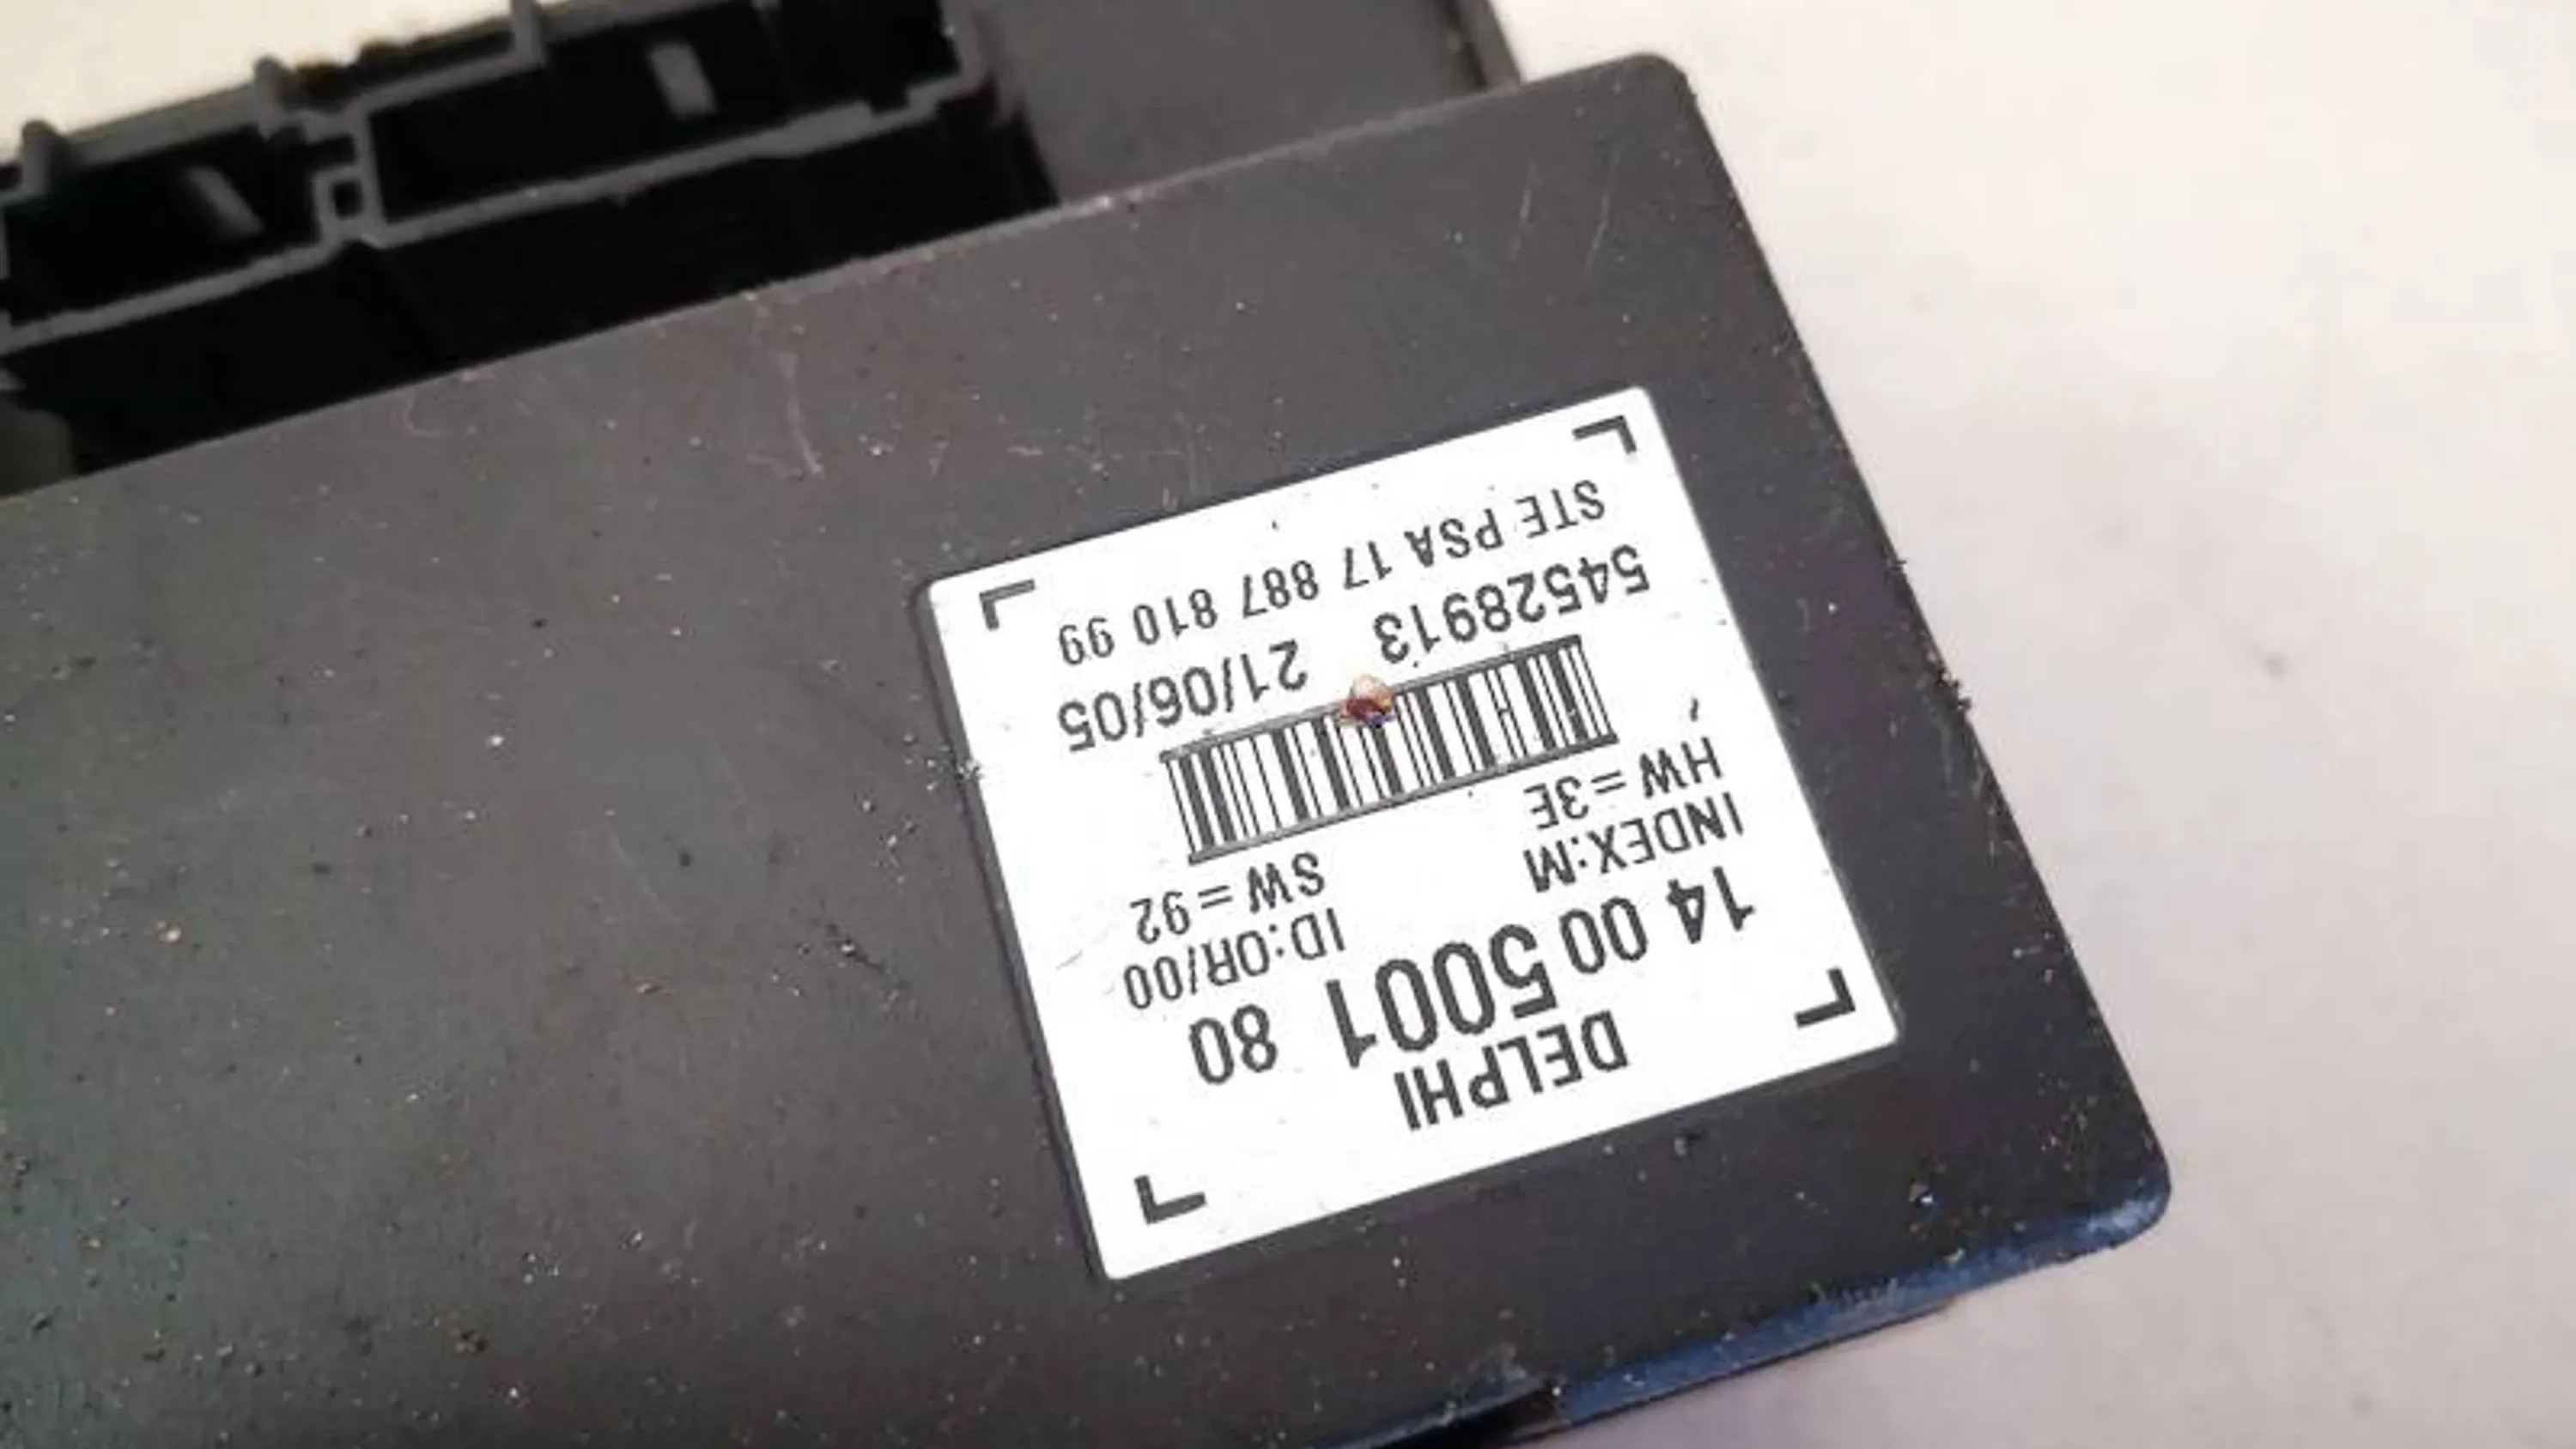 DELPHI
14 00 5001 80
INDEX:M ID:0R/00
HW=3E SW=92
54528913 21/06/05
STE PSA 17 887 810 99